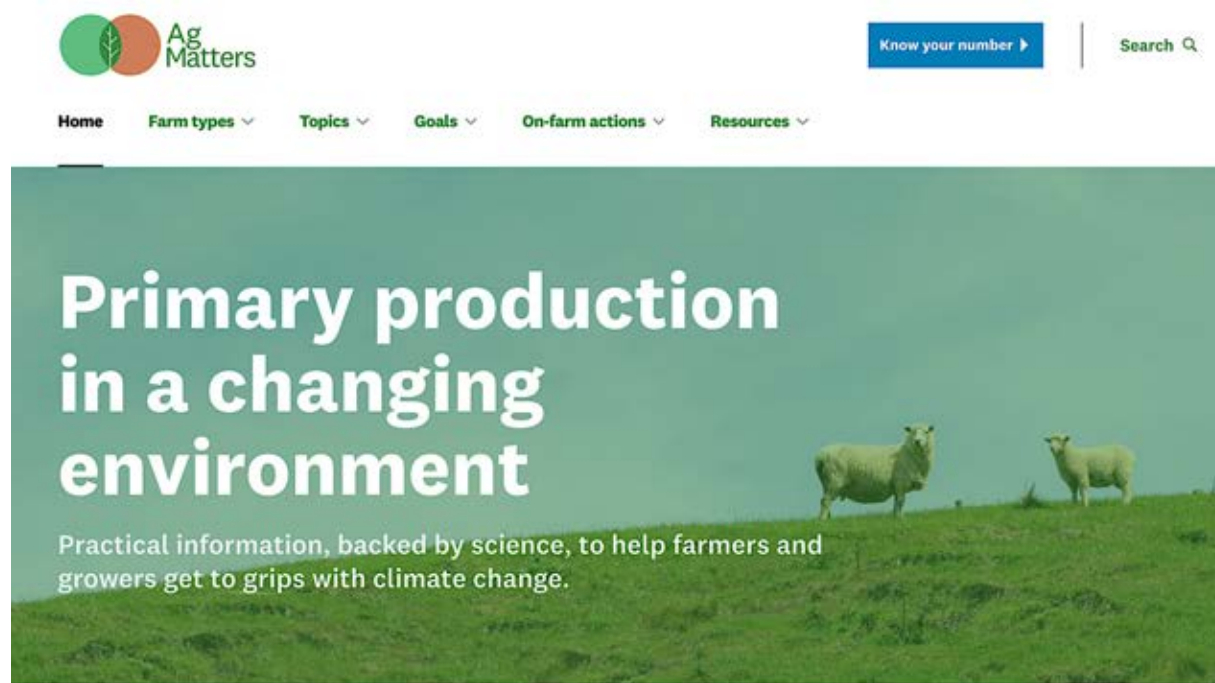 Ag
Matters
Know your number
Search
Home
Farm types
Topics
Goals
On-farm actions
Resources
Primary production
in a changing
environment
Practical information, backed by science, to help farmers and
growers get to grips with climate change.